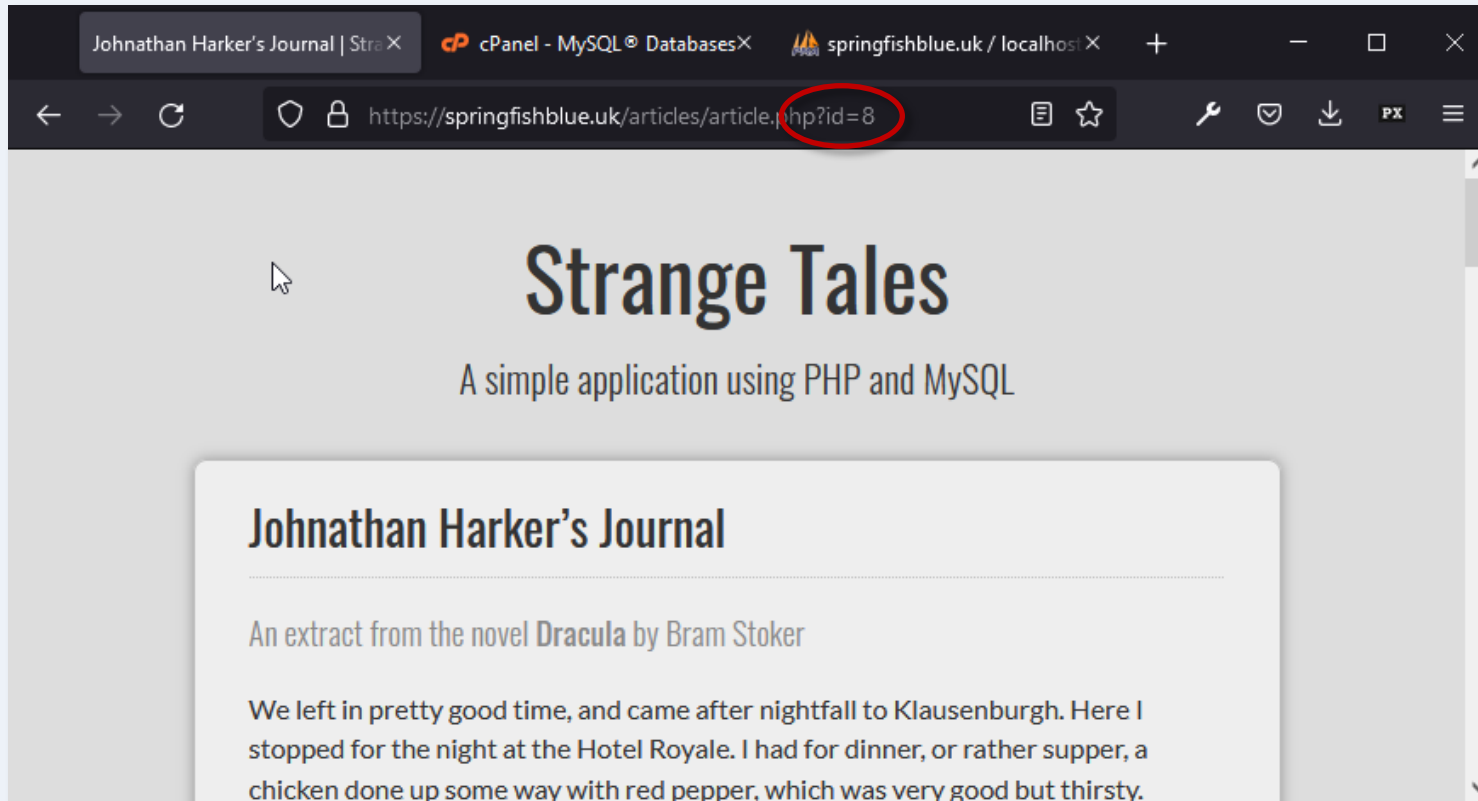 Johnathan Harker's Journal | Stra
cPanel - MySQL® Databases
springfishblue.uk / localhost
https://springfishblue.uk/articles/article.php?id=8
PX
Strange Tales
A simple application using PHP and MySQL
Johnathan Harker’s Journal
An extract from the novel Dracula by Bram Stoker
We left in pretty good time, and came after nightfall to Klausenburgh. Here I
stopped for the night at the Hotel Royale. I had for dinner, or rather supper, a
chicken done up some way with red pepper, which was very good but thirsty.